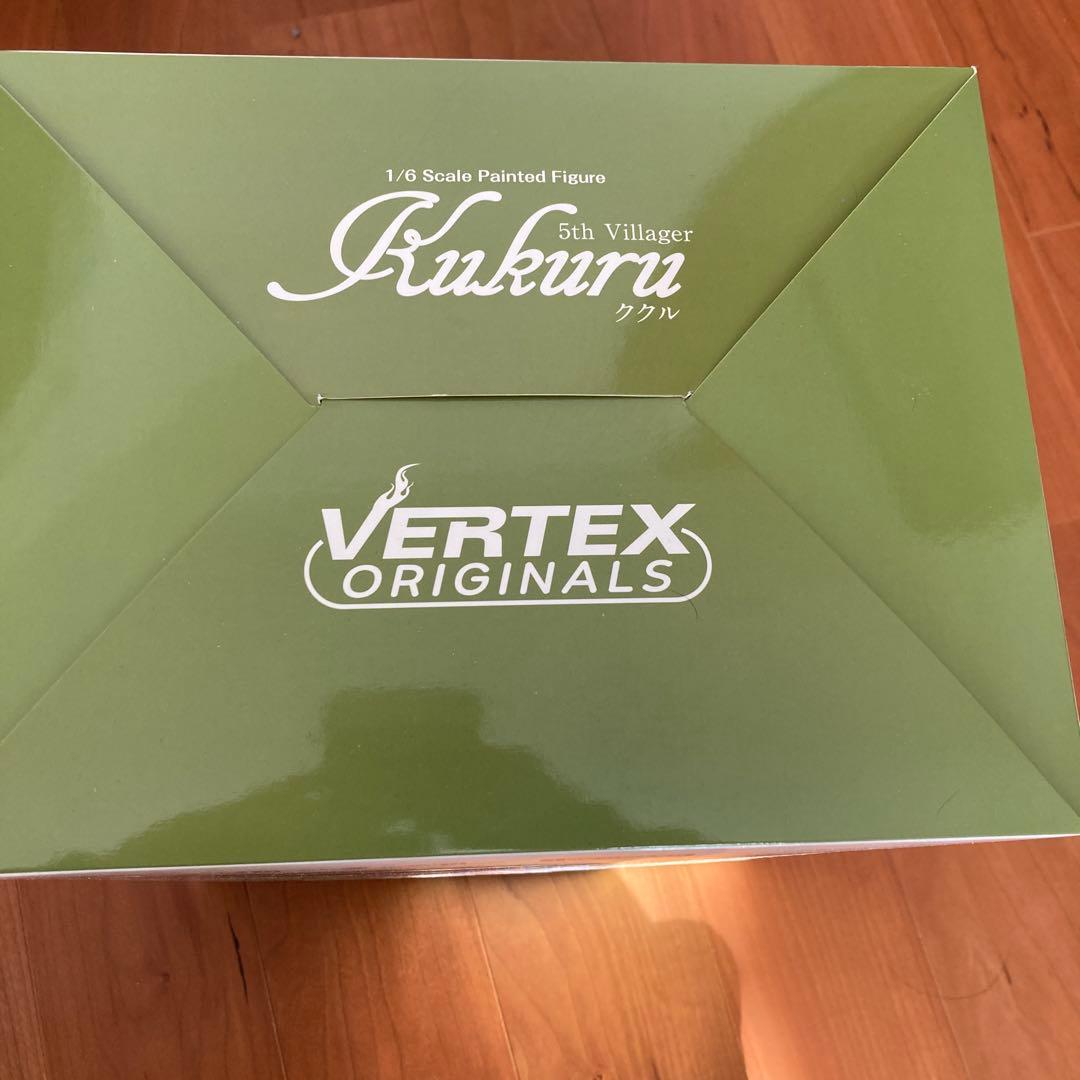 1/6 Scale Painted Figure
5th Villager
Kukuru
ククル
VERTEX
ORIGINALS